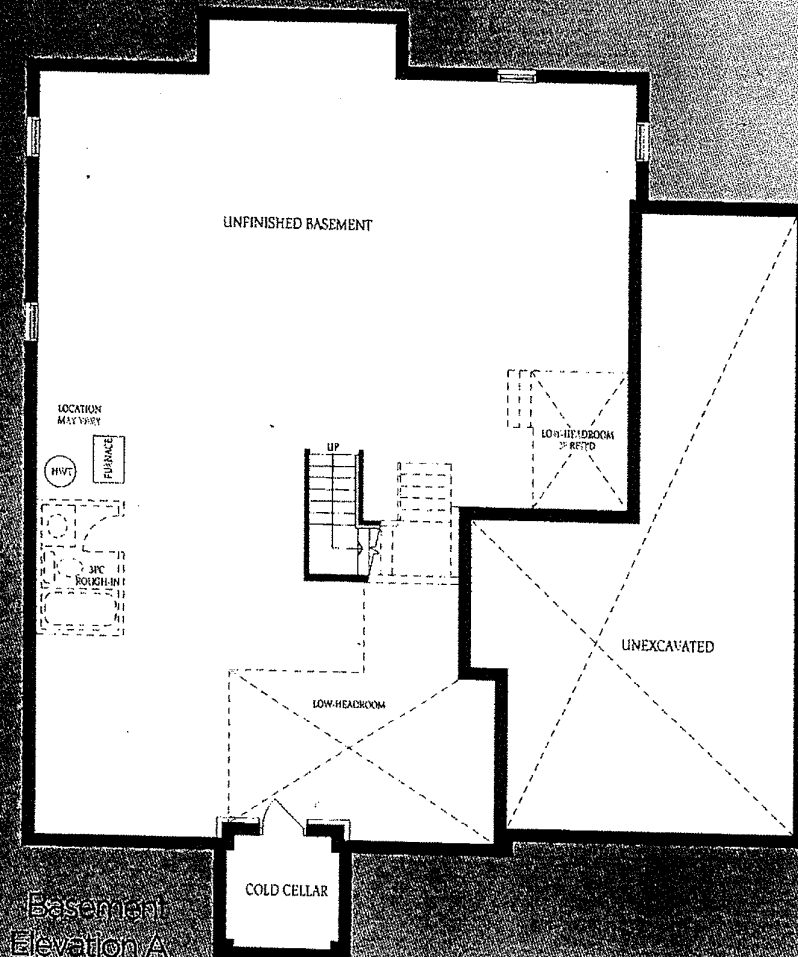 UNFINISHED BASEMENT
LOCATION
MAY VARY
HWT
FURNACE
UP
LOW-HEADROOM
3PC
ROUGH-IN
UNEXCAVATED
LOW-HEADROOM
COLD CELLAR
Basement
Elevation A